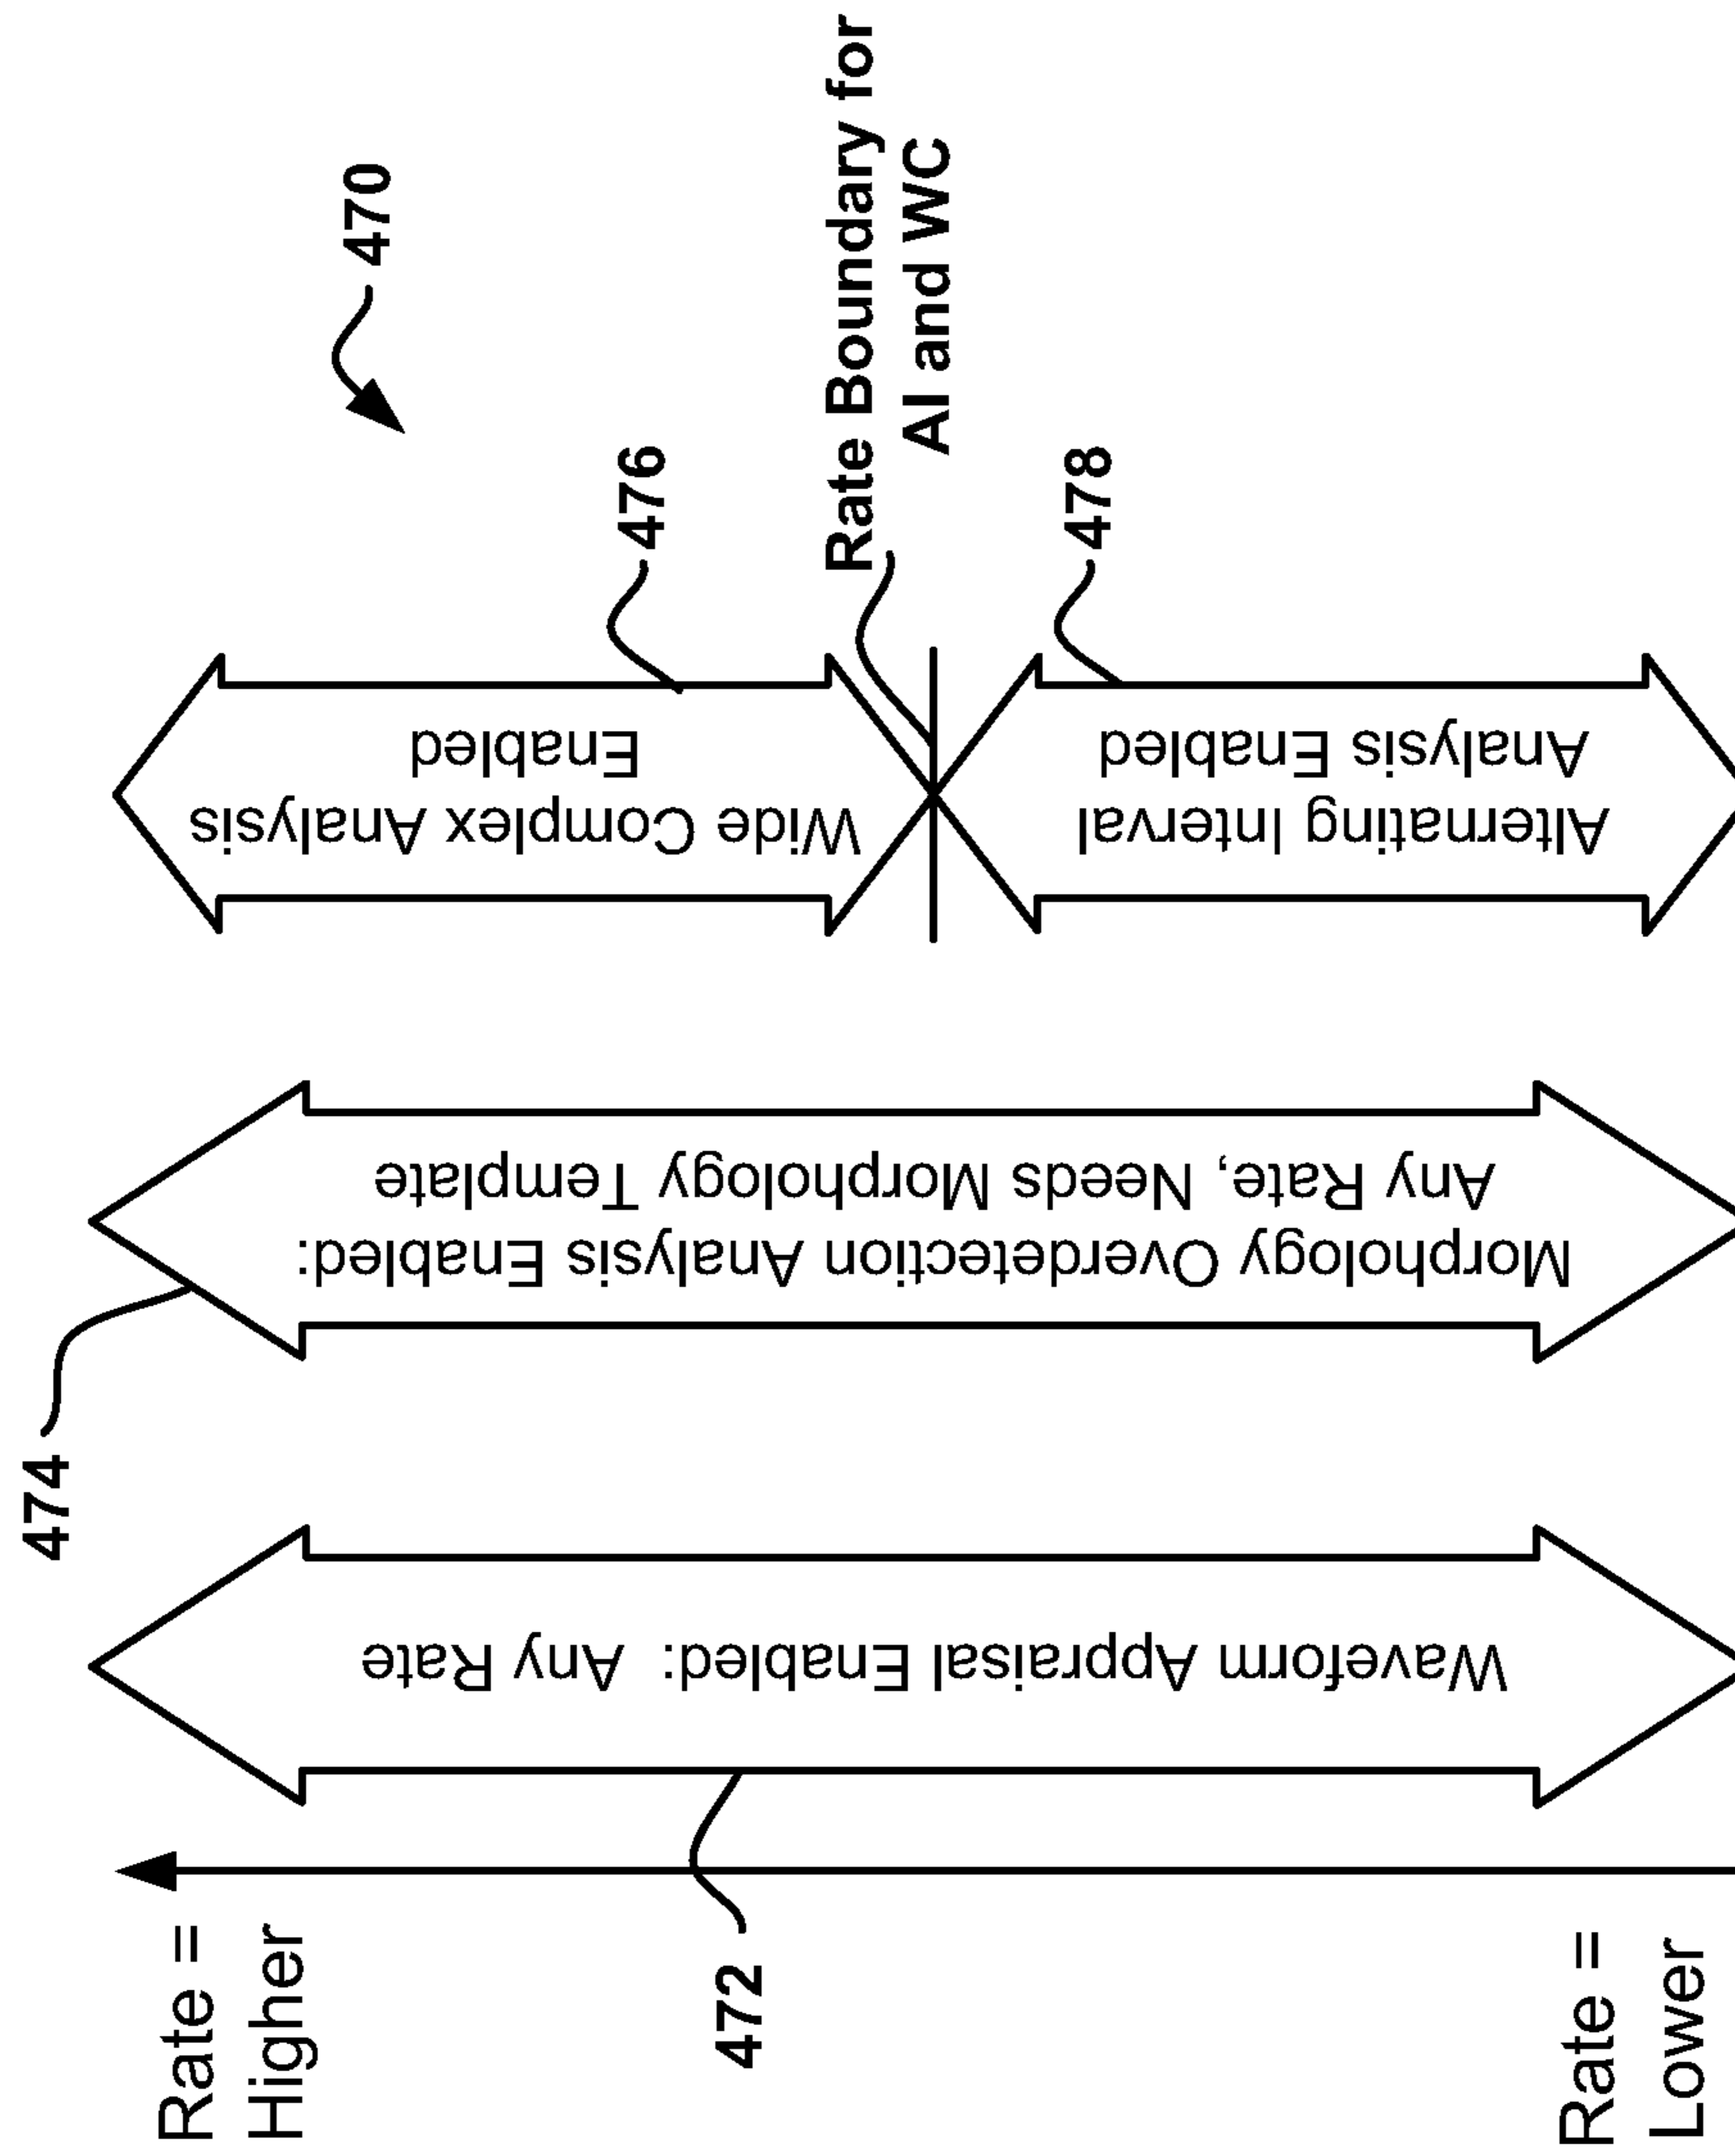 470
Rate =
Higher
472
Waveform Appraisal Enabled:  Any Rate
474
Morphology Overdetection Analysis Enabled:
Any Rate, Needs Morphology Template
Wide Complex Analysis
Enabled
476
Rate Boundary for
AI and WC
Alternating Interval
Analysis Enabled
478
Rate =
Lower